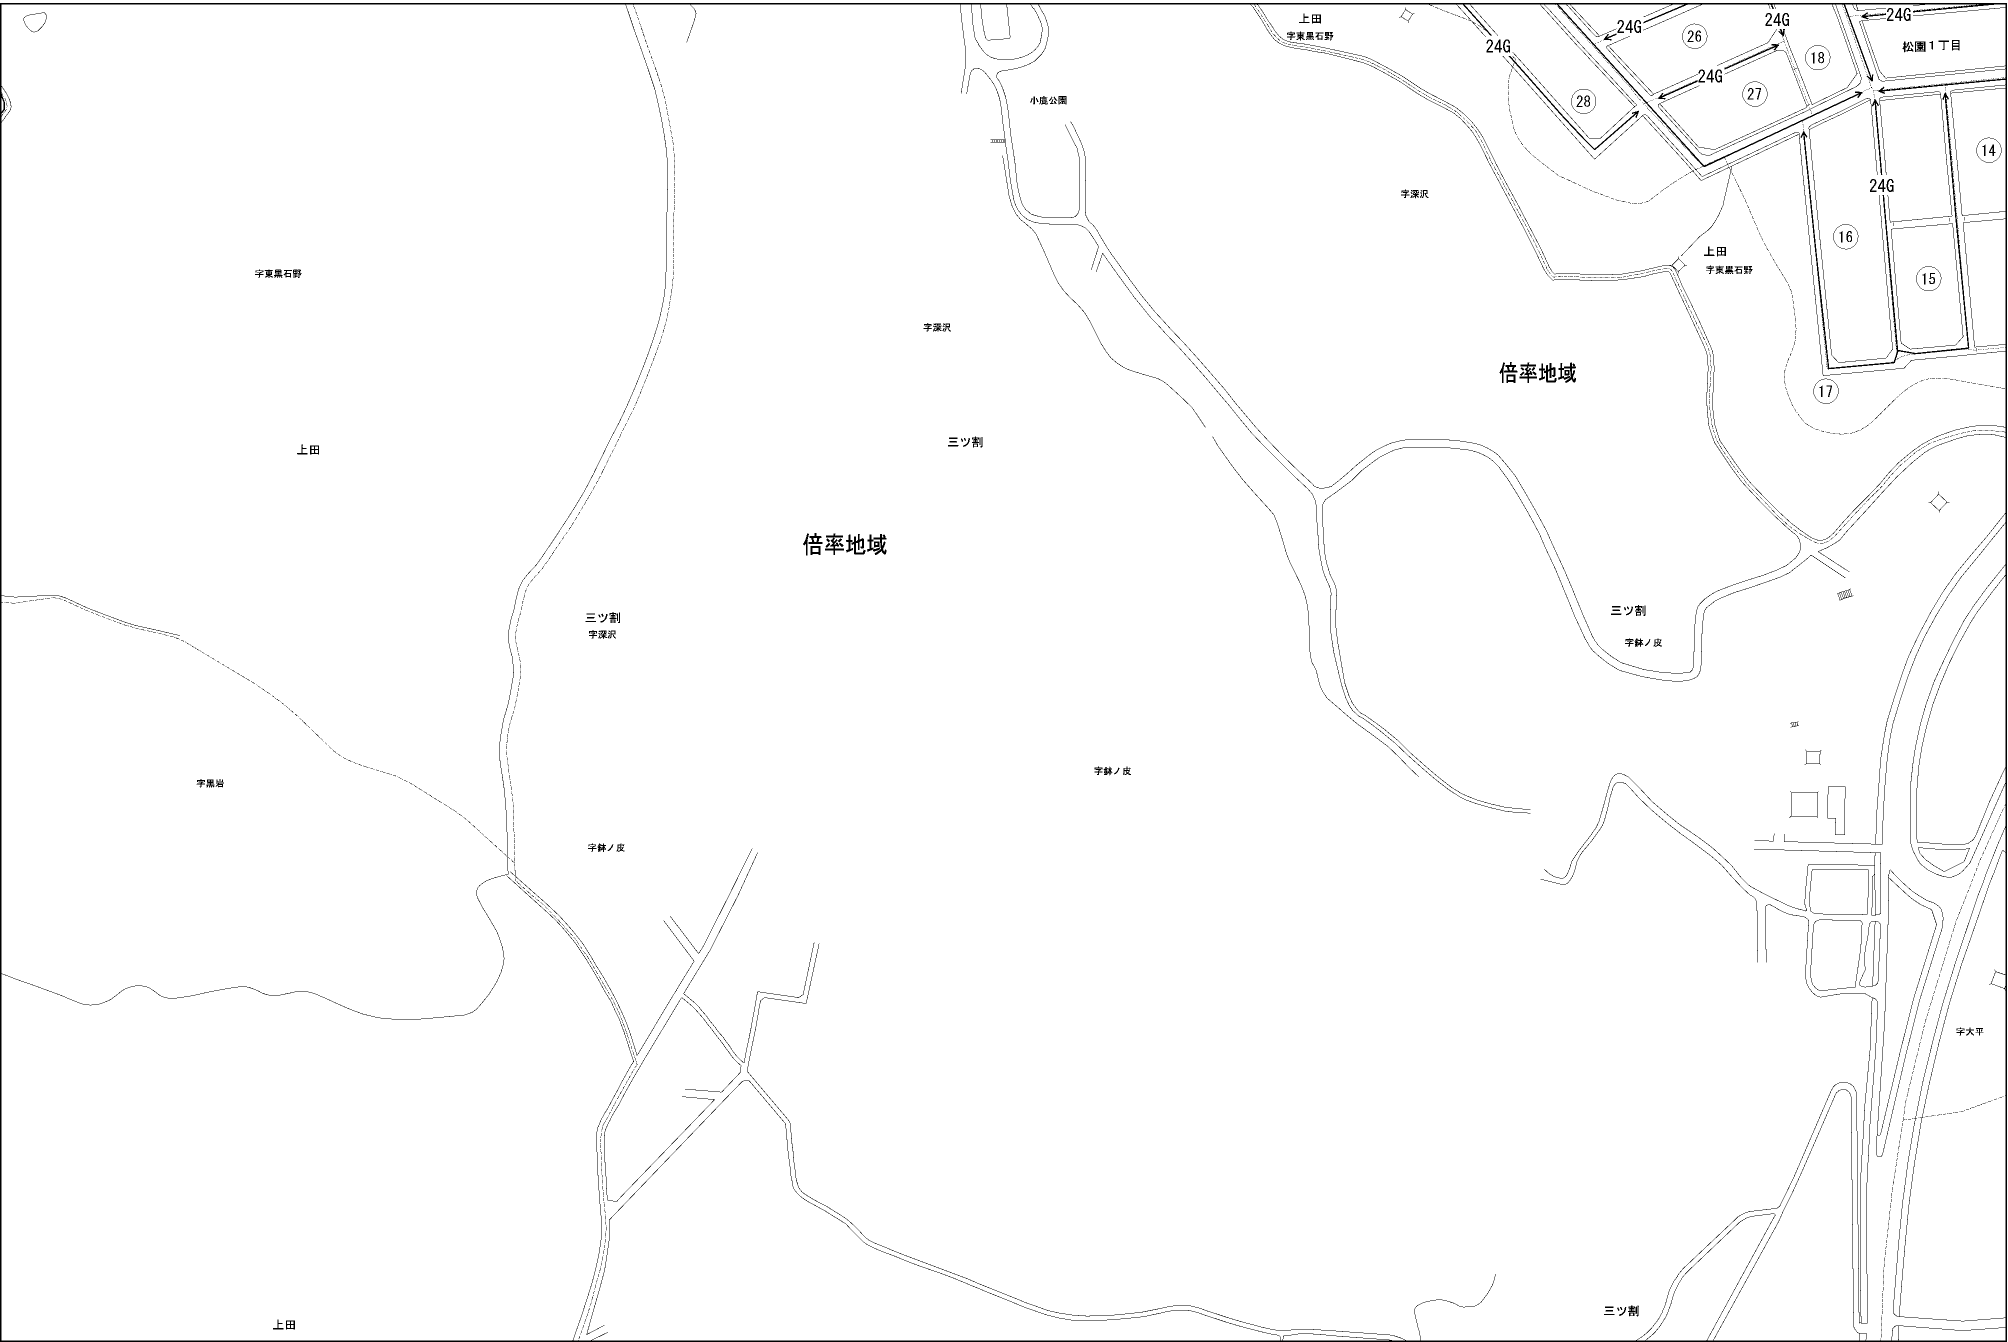 上田
字東黒石野
24G
24G
24G
24G
26
18
松園１丁目
24G
27
28
小鹿公園
14
24G
字深沢
16
上田
字東黒石野
字東黒石野
15
字深沢
倍率地域
17
三ツ割
上田
倍率地域
三ツ割
字深沢
三ツ割
字鉢ノ皮
字鉢ノ皮
字黒岩
字鉢ノ皮
字大平
三ツ割
上田